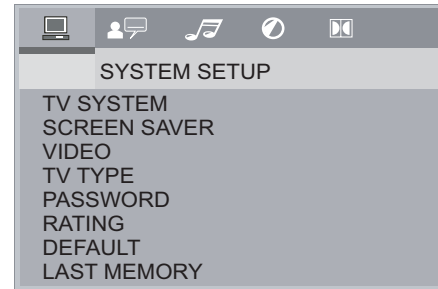 SYSTEM SETUP
TV SYSTEM
SCREEN SAVER
VIDEO
TV TYPE
PASSWORD
RATING
DEFAULT
LAST MEMORY